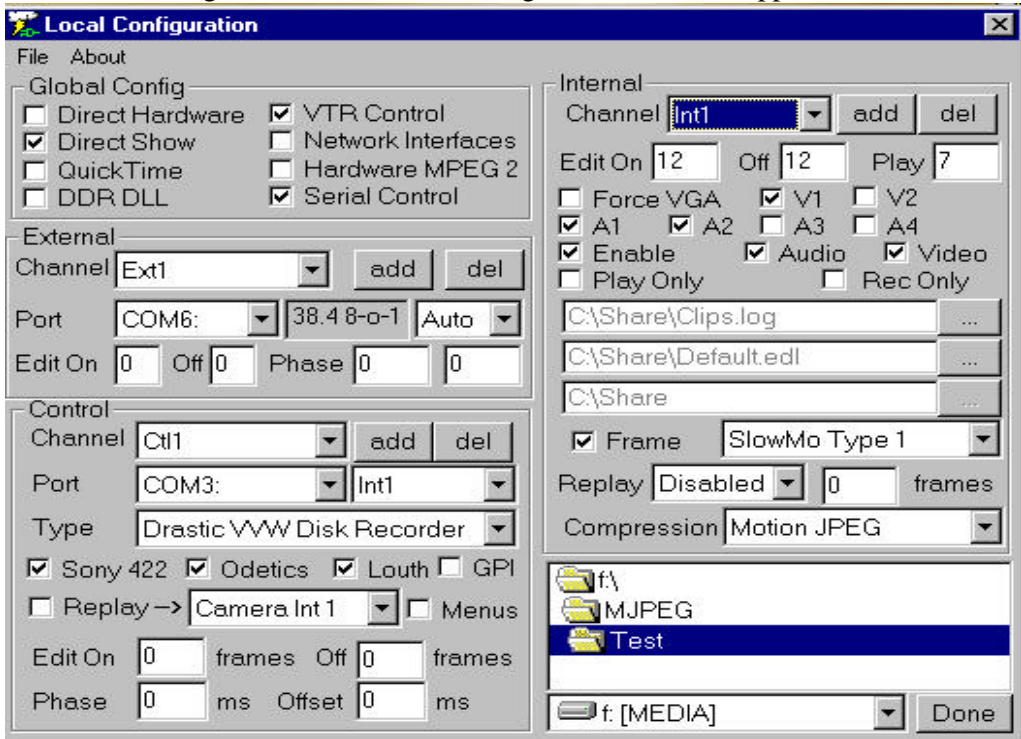 Local Configuration
File About
Global Config
Direct Hardware VTR Control
Direct Show Network Interfaces
QuickTime Hardware MPEG 2
DDR DLL Serial Control
External
Channel Ext1 add del
Port COM6: 38.4 8-o-1 Auto
Edit On 0 Off 0 Phase 0 0
Control
Channel Ctl1 add del
Port COM3: Int1
Type Drastic VVW Disk Recorder
Sony 422 Odetics Louth GPI
Replay --> Camera Int 1 Menus
Edit On 0 frames Off 0 frames
Phase 0 ms Offset 0 ms
Internal
Channel Int1 add del
Edit On 12 Off 12 Play 7
Force VGA V1 V2
A1 A2 A3 A4
Enable Audio Video
Play Only Rec Only
C:\Share\Clips.log ...
C:\Share\Default.edl ...
C:\Share ...
Frame SlowMo Type 1
Replay Disabled 0 frames
Compression Motion JPEG
f:\
MJPEG
Test
f: [MEDIA] Done